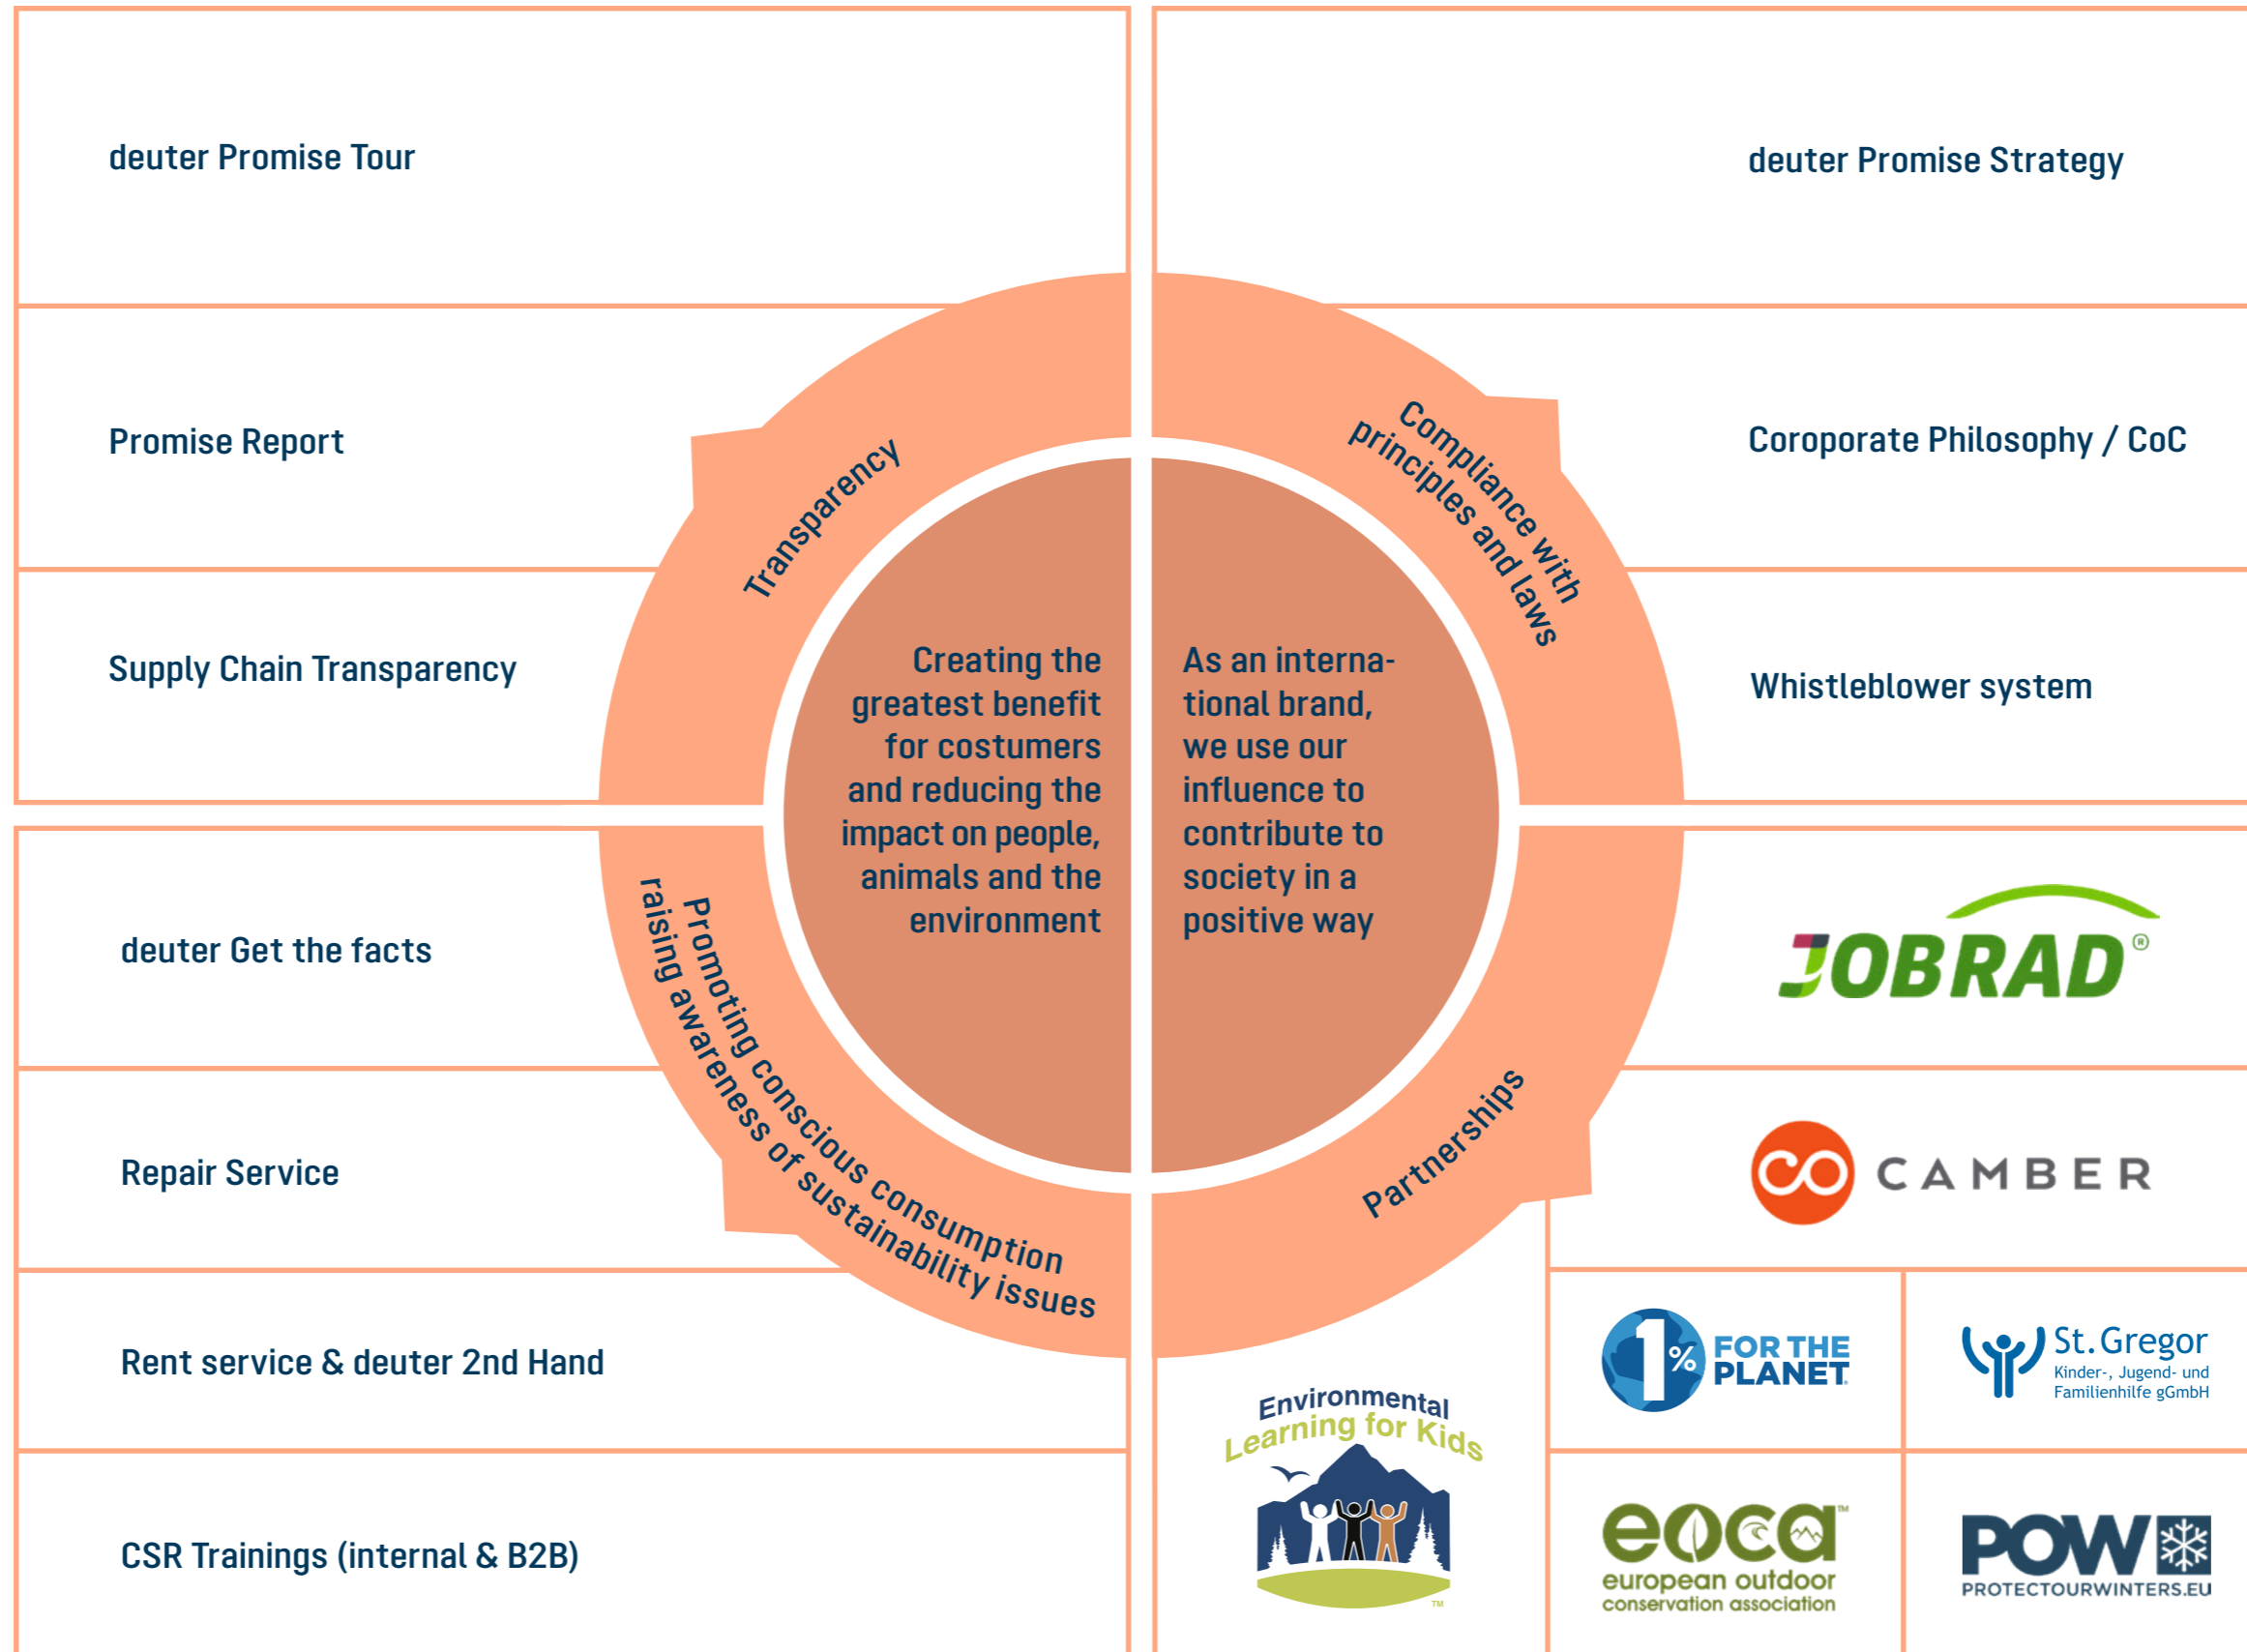 deuter Promise Tour
Promise Report
Supply Chain Transparency
Transparency
deuter Promise Strategy
Coroporate Philosophy / CoC
Whistleblower system
Compliance with
principles and laws
Creating the
greatest benefit
for costumers
and reducing the
impact on people,
animals and the
environment
As an interna-
tional brand,
we use our
influence to
contribute to
society in a
positive way
deuter Get the facts
Repair Service
Rent service & deuter 2nd Hand
CSR Trainings (internal & B2B)
Promoting conscious consumption
raising awareness of sustainability issues
Partnerships
JOBRAD®
CO CAMBER
1% FOR THE
PLANET
St. Gregor
Kinder-, Jugend- und
Familienhilfe gGmbH
Environmental
Learning for Kids
TM
eoca TM
european outdoor
conservation association
POW
PROTECTOURWINTERS.EU